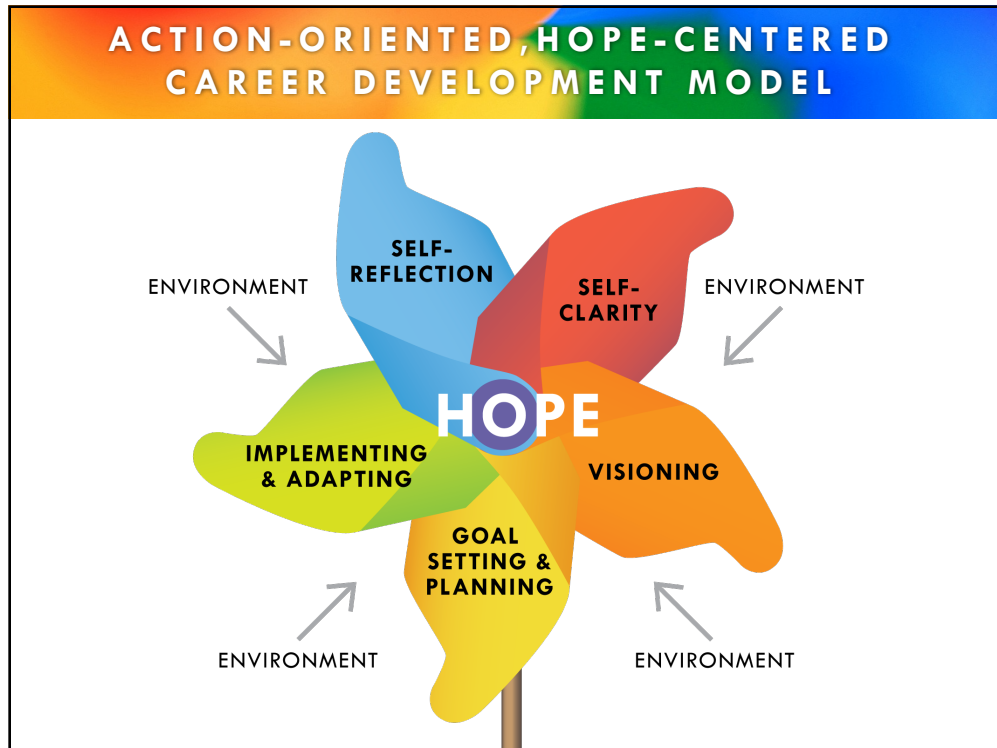 ACTION-ORIENTED,HOPE-CENTERED
CAREER DEVELOPMENT MODEL
SELF-
REFLECTION
SELF-
CLARITY
ENVIRONMENT
ENVIRONMENT
HOPE
IMPLEMENTING
& ADAPTING
VISIONING
GOAL
SETTING &
PLANNING
ENVIRONMENT
ENVIRONMENT